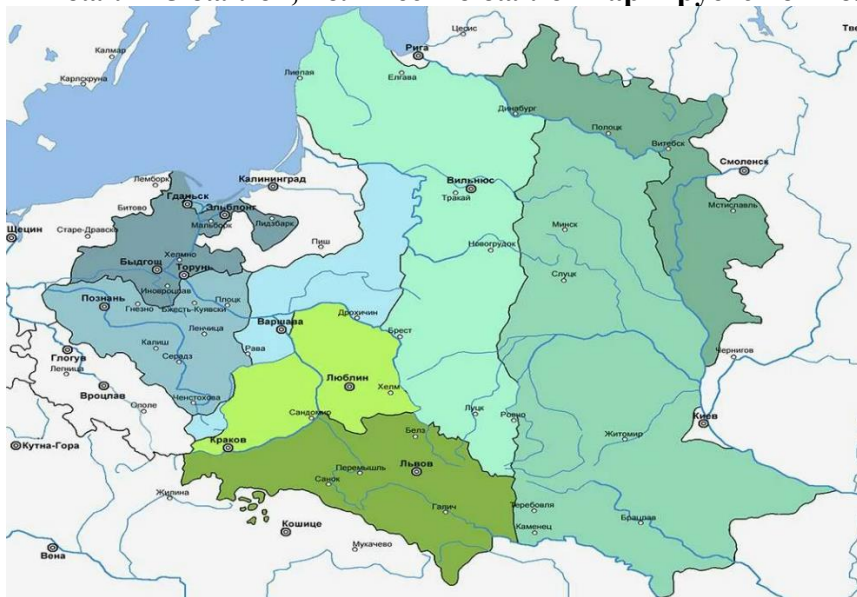 Цесис
Тве
Калмар
Рига
Карлскруна
Лиепая
Елгава
Динабург
Полоцк
Витебск
Смоленск
Лемборк
Калининград
Вильнюс
Тракай
Гданьск
Битово
Эльблонг
Мстиславль
Щецин
Мальборк
Лидзбарк
Старе-Дравско
Пиш
Новогрудок
Минск
Хелмно
Быдгощ
Торунь
Слуцк
Иновроцлав
Познань
Плоцк
Гнезно
Бжесть-Куявски
Дрохичин
Варшава
Брест
Ленчица
Калиш
Рава
Чернигов
Глогув
Серадз
Легница
Люблин
Вроцлав
Хелм
Ченстохова
Ополе
Сандомир
Луцк
Ровно
Киев
Белз
Житомир
Кутна-Гора
Краков
Перемышль
Львов
Санок
Жилина
Галич
Теребовля
Брацлав
Кошице
Каменец
Мукачево
Вена